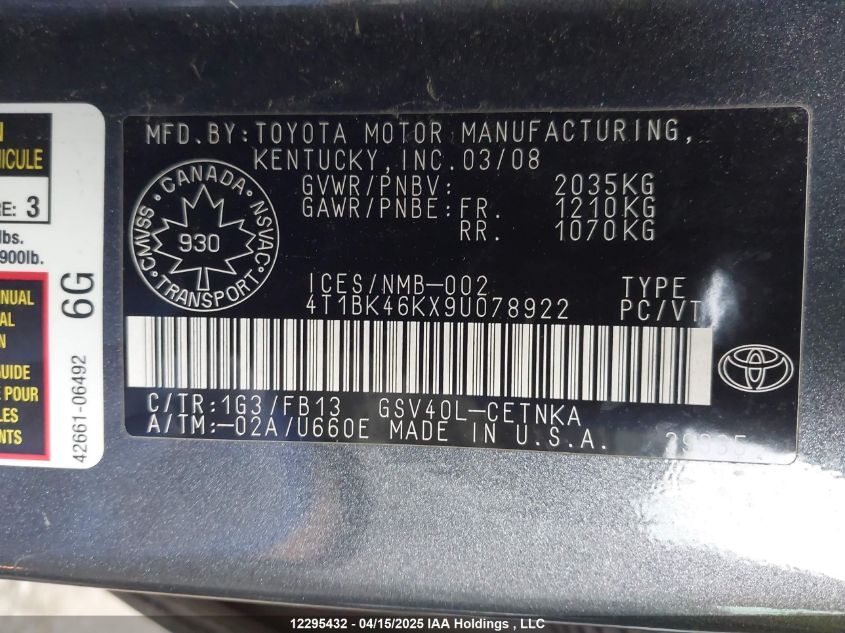 N
HICULE
RE: 3
lbs.
900lb.
NUAL
AL
N
GUIDE
E POUR
LES
ENTS
6G
42661-06492
MFD.BY:TOYOTA MOTOR MANUFACTURING,
KENTUCKY,INC.03/08
GVWR/PNBV: 2035KG
GAWR/PNBE:FR. 1210KG
RR. 1070KG
CANADA
CMVSS NSVAC
930
TRANSPORT
ICES/NMB-002 TYPE
4T1BK46KX9U078922 PC/VT
C/TR:1G3/FB13 GSV40L-CETNKA
A/TM:-02A/U660E MADE IN U.S.A.
12295432 - 04/15/2025 IAA Holdings , LLC